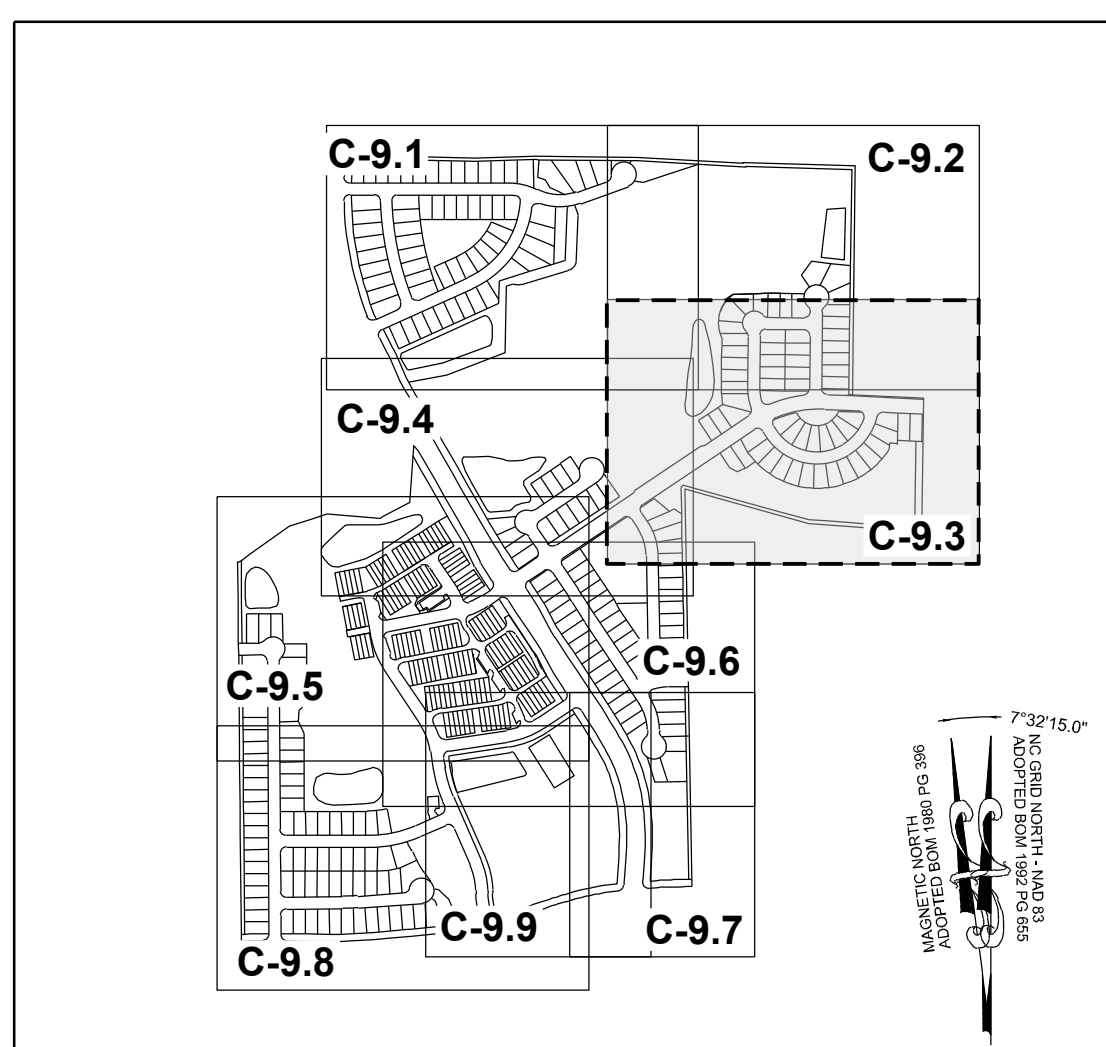 C-9.1
C-9.2
C-9.4
C-9.3
C-9.6
C-9.5
7°32'15.0"
NC GRID NORTH - NAD 83
ADOPTED BOM 1992 PG 655
MAGNETIC NORTH
ADOPTED BOM 1980 PG 396
C-9.9
C-9.7
C-9.8